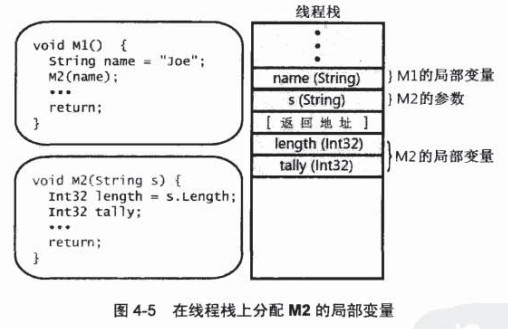 void M1() {
String name = "Joe";
M2(name);
•••
return;
}
void M2(String s) {
Int32 length = s.Length;
Int32 tally;
•••
return;
}
线程栈
•
•
•
name (String)
}M1的局部变量
s (String)
}M2的参数
[返回地址]
length (Int32)
tally (Int32)
}M2的局部变量
图 4-5 在线程栈上分配 M2 的局部变量